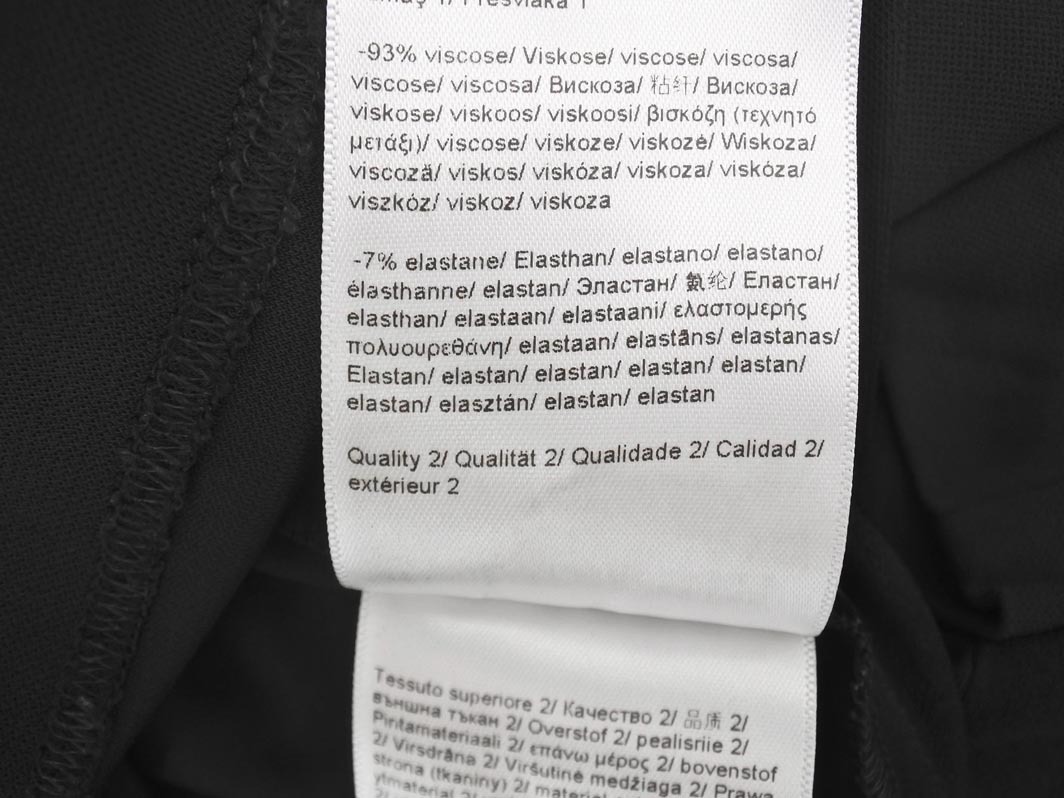 1/ Presviaka 1
-93% viscose/ Viskose/ viscose/ viscosa/
viscose/ viscosa/ Вискоза/ 粘纤/ Вискоза/
viskose/ viskoos/ viskoosi/ βισκόζη (τεχνητό
μετάξι)/ viscose/ viskoze/ viskozė/ Wiskoza/
viscoză/ viskos/ viskóza/ viskoza/ viskóza/
viszkóz/ viskoz/ viskoza
-7% elastane/ Elasthan/ elastano/ elastano/
élasthanne/ elastan/ Эластан/ 氨纶/ Еластан/
elasthan/ elastaan/ elastaani/ ελαστομερής
πολυουρεθάνη/ elastaan/ elastāns/ elastanas/
Elastan/ elastan/ elastan/ elastan/ elastan/
elastan/ elasztán/ elastan/ elastan
Quality 2/ Qualität 2/ Qualidade 2/ Calidad 2/
extérieur 2
Tessuto superiore 2/ Качество 2/ 品质 2/
външна тъкан 2/ Overstof 2/ pealisriie 2/
Pintamateriaali 2/ επάνω μέρος 2/ bovenstof
2/ Virsdrāna 2/ Viršutinė medžiaga 2/ Prawa
strona (tkaniny) 2/ material
ytmaterial